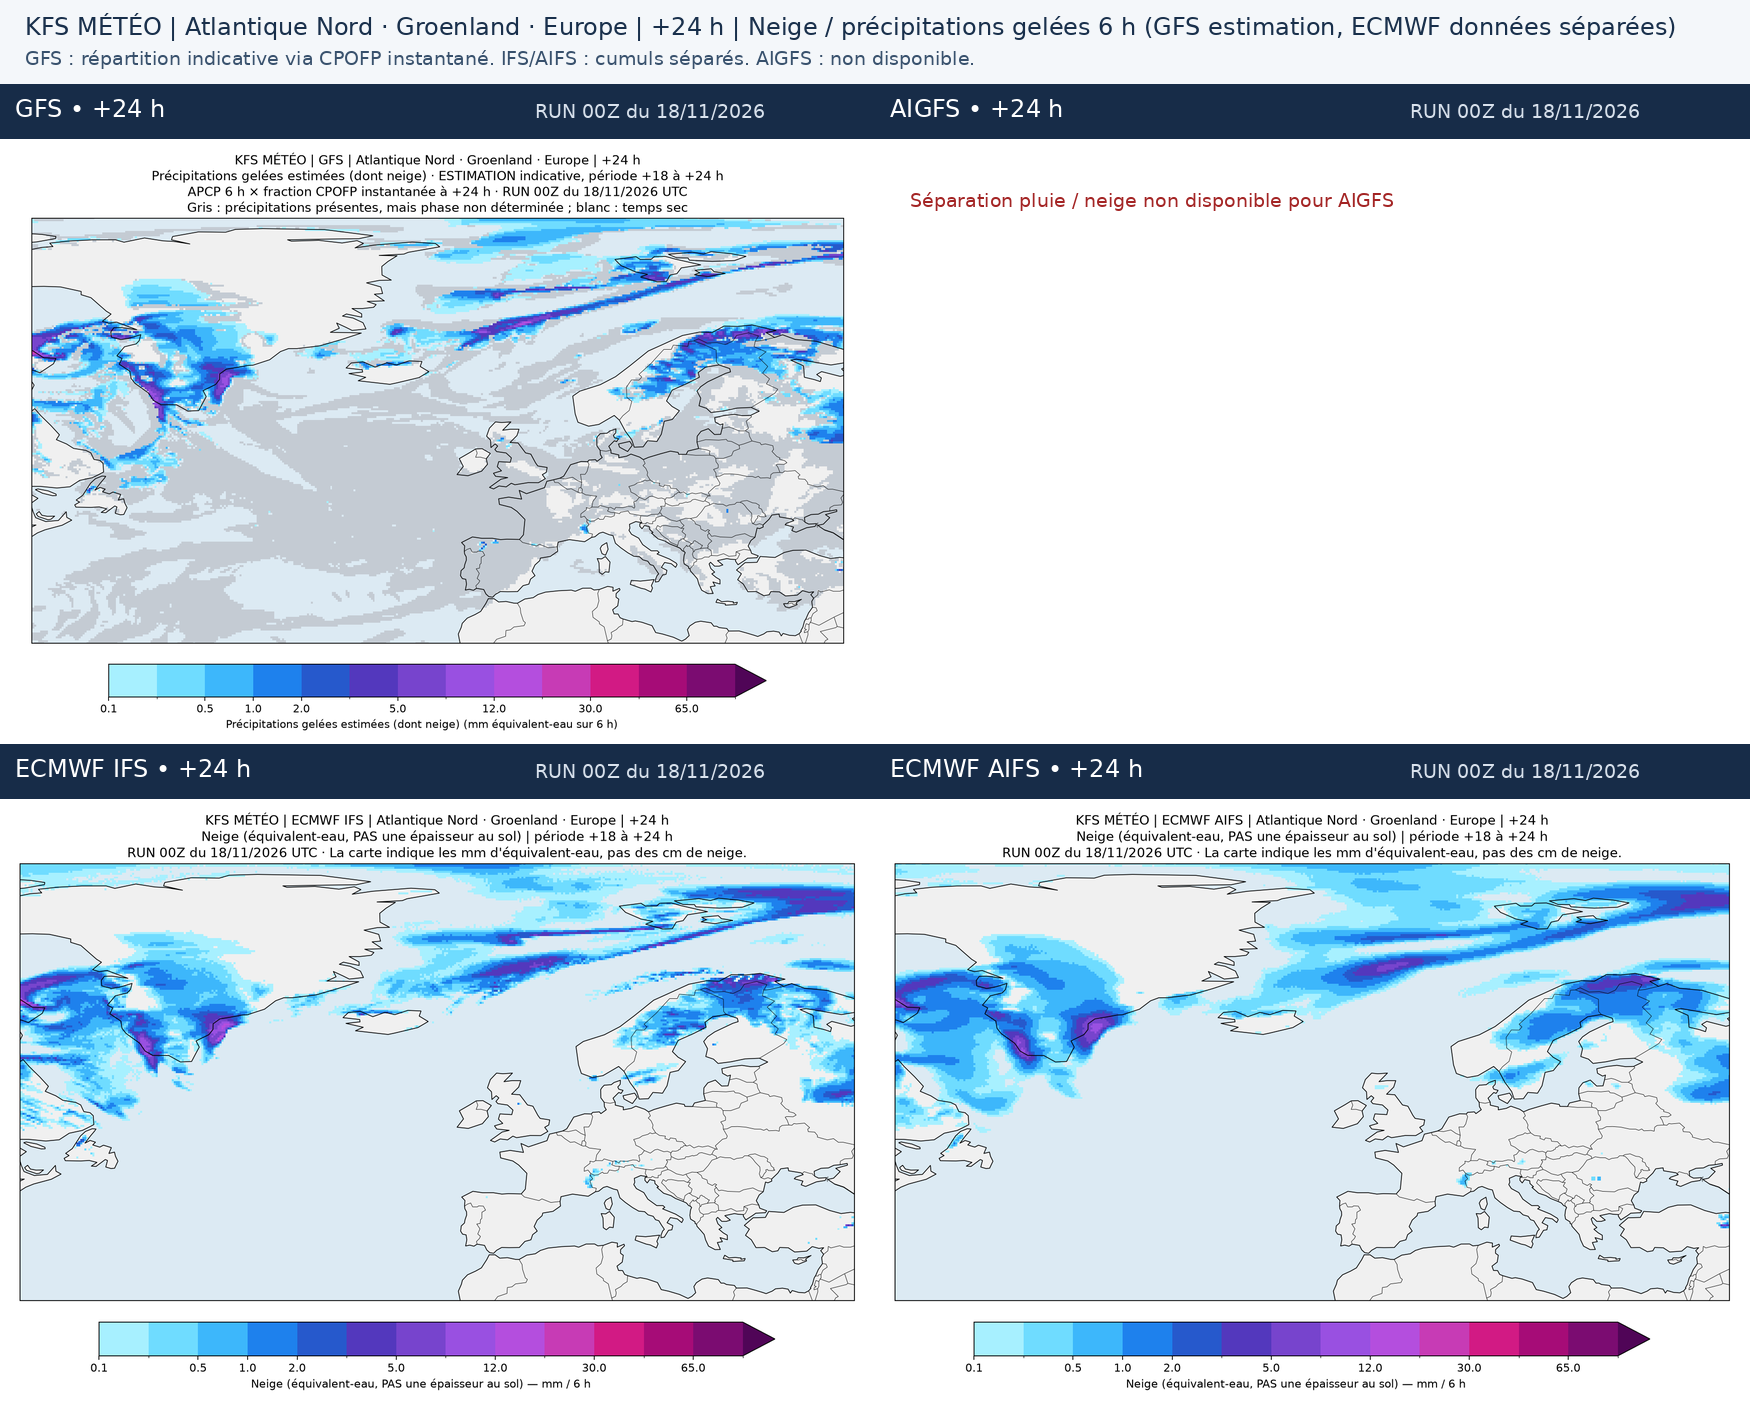 KFS MÉTÉO | Atlantique Nord · Groenland · Europe | +24 h | Neige / précipitations gelées 6 h (GFS estimation, ECMWF données séparées)
GFS : répartition indicative via CPOFP instantané. IFS/AIFS : cumuls séparés. AIGFS : non disponible.
GFS • +24 h
RUN 00Z du 18/11/2026
AIGFS • +24 h
RUN 00Z du 18/11/2026
KFS MÉTÉO | GFS | Atlantique Nord · Groenland · Europe | +24 h
Précipitations gelées estimées (dont neige) · ESTIMATION indicative, période +18 à +24 h
APCP 6 h × fraction CPOFP instantanée à +24 h · RUN 00Z du 18/11/2026 UTC
Gris : précipitations présentes, mais phase non déterminée ; blanc : temps sec
Séparation pluie / neige non disponible pour AIGFS
0.1 0.5 1.0 2.0 5.0 12.0 30.0 65.0
Précipitations gelées estimées (dont neige) (mm équivalent-eau sur 6 h)
ECMWF IFS • +24 h
RUN 00Z du 18/11/2026
ECMWF AIFS • +24 h
RUN 00Z du 18/11/2026
KFS MÉTÉO | ECMWF IFS | Atlantique Nord · Groenland · Europe | +24 h
Neige (équivalent-eau, PAS une épaisseur au sol) | période +18 à +24 h
RUN 00Z du 18/11/2026 UTC · La carte indique les mm d'équivalent-eau, pas des cm de neige.
KFS MÉTÉO | ECMWF AIFS | Atlantique Nord · Groenland · Europe | +24 h
Neige (équivalent-eau, PAS une épaisseur au sol) | période +18 à +24 h
RUN 00Z du 18/11/2026 UTC · La carte indique les mm d'équivalent-eau, pas des cm de neige.
0.1 0.5 1.0 2.0 5.0 12.0 30.0 65.0
Neige (équivalent-eau, PAS une épaisseur au sol) — mm / 6 h
0.1 0.5 1.0 2.0 5.0 12.0 30.0 65.0
Neige (équivalent-eau, PAS une épaisseur au sol) — mm / 6 h